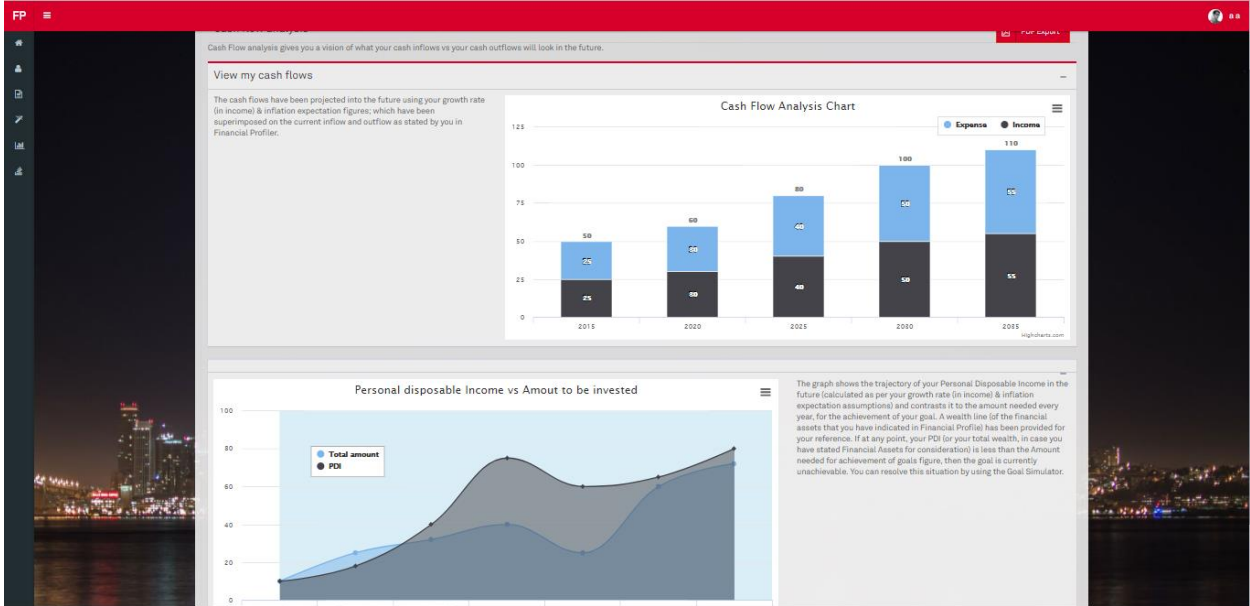 FP
B B
Cash Flow Analysis
PDF Export
Cash Flow analysis gives you a vision of what your cash inflows vs your cash outflows will look in the future.
View my cash flows
The cash flows have been projected into the future using your growth rate
(in income) & inflation expectation figures; which have been
superimposed on the current inflow and outflow as stated by you in
Financial Profiler.
Cash Flow Analysis Chart
Expense Income
125
100
75
50
25
0
50
60
80
100
110
25
30
40
50
55
25
30
40
50
55
2015 2020 2025 2030 2035
Highcharts.com
Personal disposable Income vs Amout to be invested
100
80
60
40
20
0
Total amount
PDI
The graph shows the trajectory of your Personal Disposable Income in the
future (calculated as per your growth rate (in income) & inflation
expectation assumptions) and contrasts it to the amount needed every
year, for the achievement of your goal. A wealth line (of the financial
assets that you have indicated in Financial Profile) has been provided for
your reference. If at any point, your PDI (or your total wealth, in case you
have stated Financial Assets for consideration) is less than the Amount
needed for achievement of goals figure, then the goal is currently
unachievable. You can resolve this situation by using the Goal Simulator.